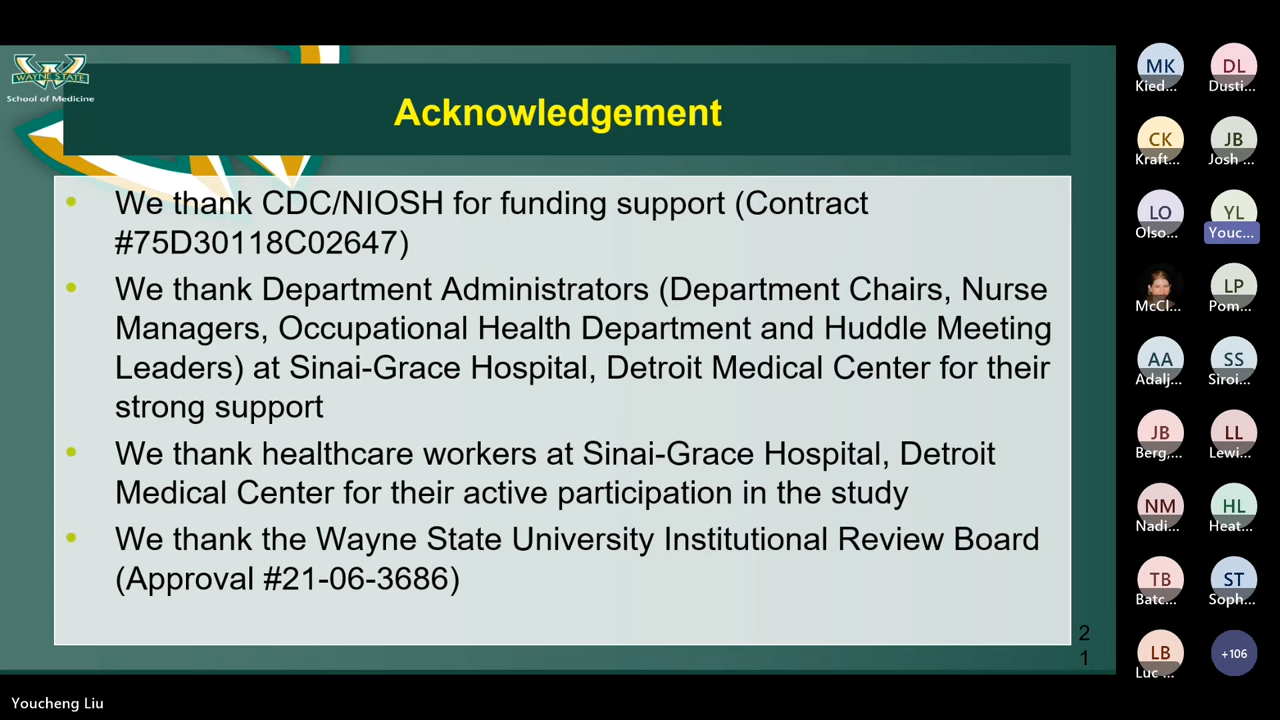 WAYNE STATE
School of Medicine
Acknowledgement
We thank CDC/NIOSH for funding support (Contract
#75D30118C02647)
We thank Department Administrators (Department Chairs, Nurse
Managers, Occupational Health Department and Huddle Meeting
Leaders) at Sinai-Grace Hospital, Detroit Medical Center for their
strong support
We thank healthcare workers at Sinai-Grace Hospital, Detroit
Medical Center for their active participation in the study
We thank the Wayne State University Institutional Review Board
(Approval #21-06-3686)
2
1
Youcheng Liu
MK
Kied...
DL
Dusti...
CK
Kraft...
JB
Josh ...
LO
Olso...
YL
Youc...
McCl...
LP
Pom...
AA
Adalj...
SS
Siroi...
JB
Berg,...
LL
Lewi...
NM
Nadi...
HL
Heat...
TB
Batc...
ST
Soph...
LB
Luc ...
+106